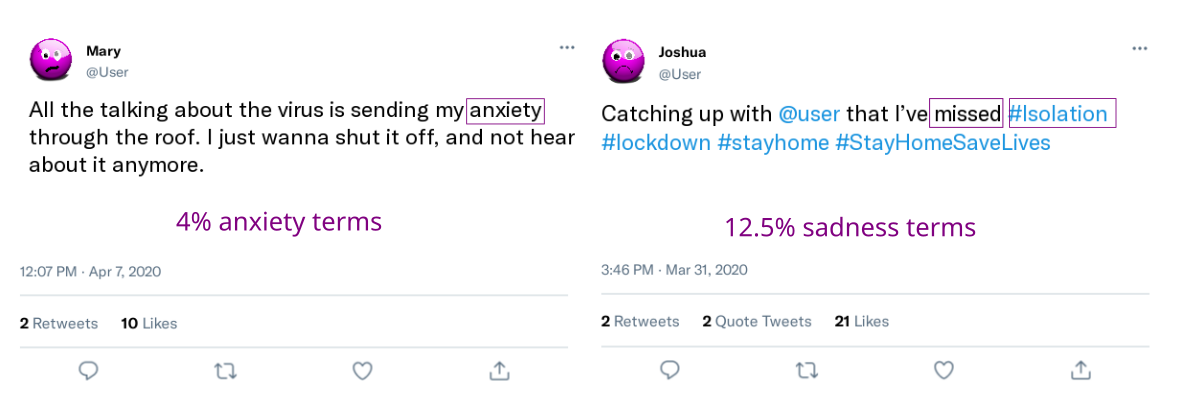 Mary
@User
All the talking about the virus is sending my anxiety
through the roof. I just wanna shut it off, and not hear
about it anymore.
4% anxiety terms
12:07 PM · Apr 7, 2020
2 Retweets 10 Likes
Joshua
@User
Catching up with @user that I’ve missed #Isolation
#lockdown #stayhome #StayHomeSaveLives
12.5% sadness terms
3:46 PM · Mar 31, 2020
2 Retweets 2 Quote Tweets 21 Likes